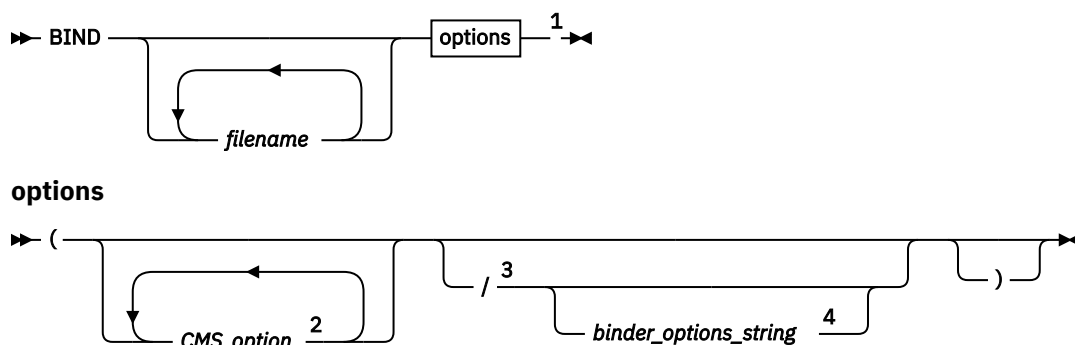 BIND options 1
filename
options
( / 3 )
CMS_option 2 binder_options_string 4